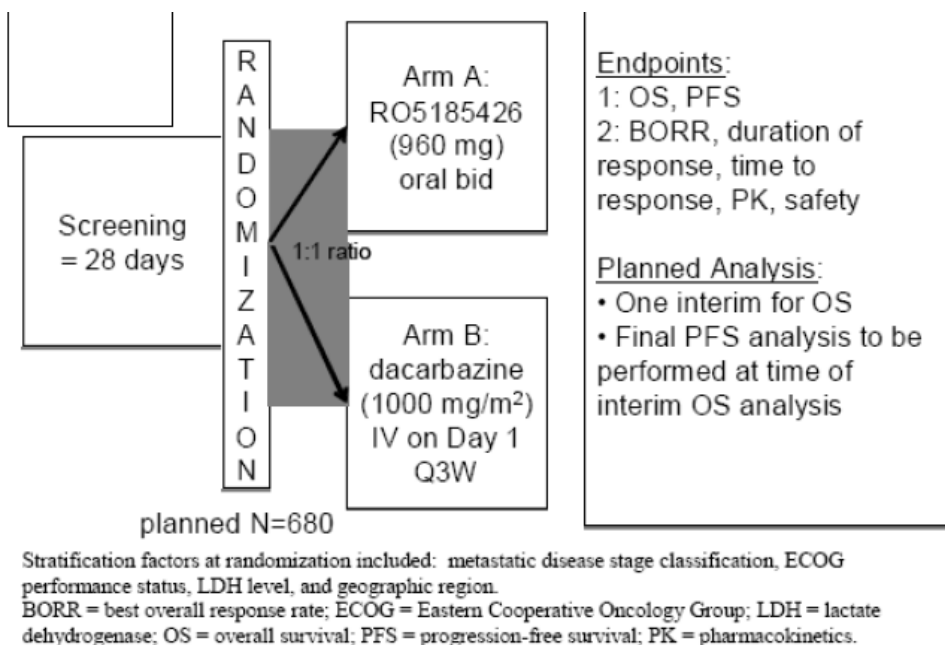 Screening
= 28 days
RANDOMIZATION
1:1 ratio
Arm A:
RO5185426
(960 mg)
oral bid
Arm B:
dacarbazine
(1000 mg/m²)
IV on Day 1
Q3W
planned N=680
Endpoints:
1: OS, PFS
2: BORR, duration of
response, time to
response, PK, safety
Planned Analysis:
• One interim for OS
• Final PFS analysis to be
performed at time of
interim OS analysis
Stratification factors at randomization included: metastatic disease stage classification, ECOG
performance status, LDH level, and geographic region.
BORR = best overall response rate; ECOG = Eastern Cooperative Oncology Group; LDH = lactate
dehydrogenase; OS = overall survival; PFS = progression-free survival; PK = pharmacokinetics.